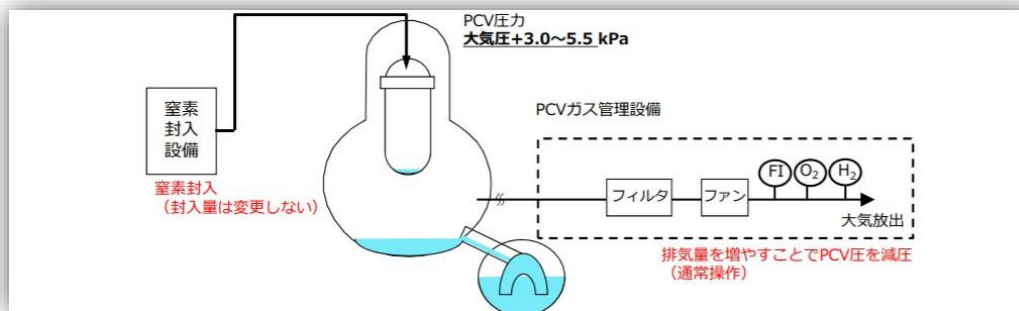 PCV圧力
大気圧+3.0～5.5 kPa
窒素
封入
設備
窒素封入
（封入量は変更しない）
PCVガス管理設備
フィルタ
ファン
FI
O₂
H₂
大気放出
排気量を増やすことでPCV圧を減圧
（通常操作）